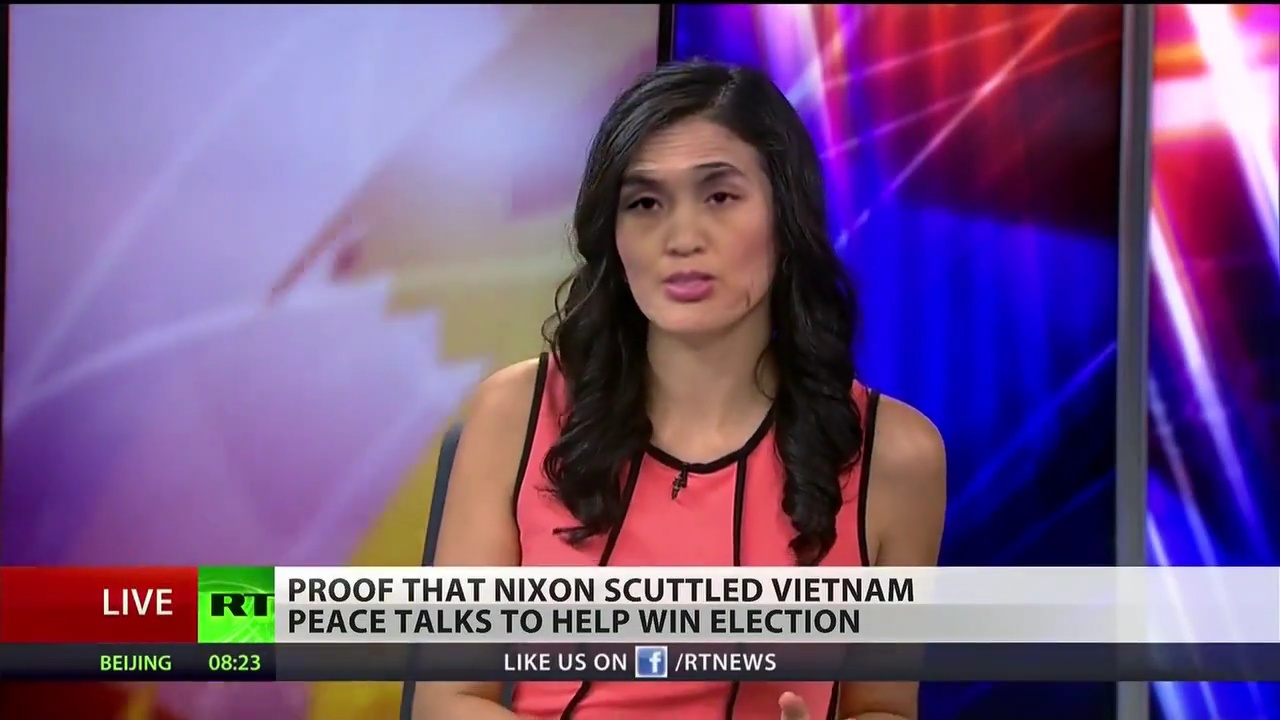 LIVE
RT
PROOF THAT NIXON SCUTTLED VIETNAM
PEACE TALKS TO HELP WIN ELECTION
BEIJING 08:23
LIKE US ON f /RTNEWS